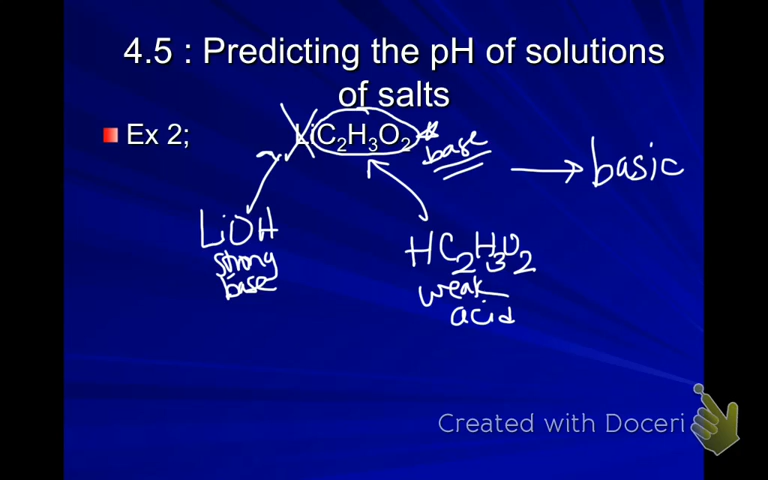 4.5 : Predicting the pH of solutions
of salts
Ex 2; LiC₂H₃O₂
base → basic
LiOH
strong
base
HC₂H₃O₂
weak
acid
Created with Doceri